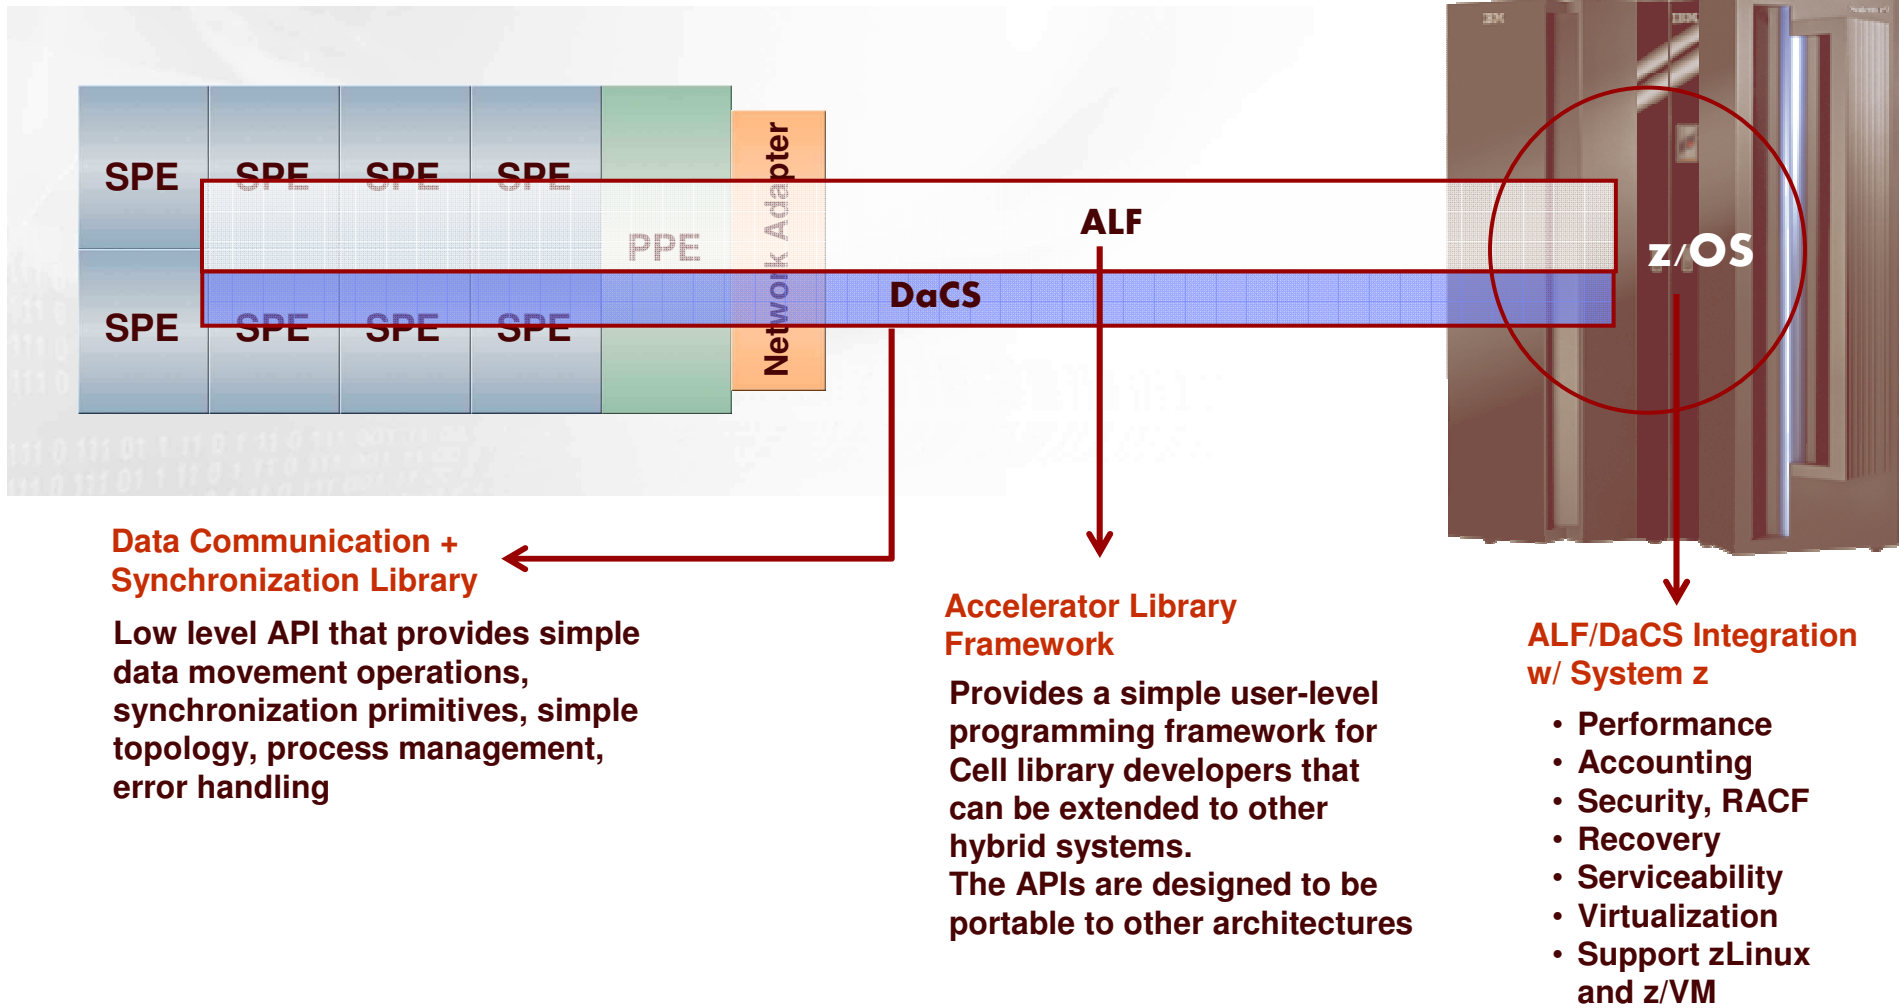 IBM
IBM
SPE
SPE
SPE
SPE
SPE
SPE
SPE
SPE
PPE
Network Adapter
ALF
DaCS
z/OS
Data Communication +
Synchronization Library
Low level API that provides simple
data movement operations,
synchronization primitives, simple
topology, process management,
error handling
Accelerator Library
Framework
Provides a simple user-level
programming framework for
Cell library developers that
can be extended to other
hybrid systems.
The APIs are designed to be
portable to other architectures
ALF/DaCS Integration
w/ System z
• Performance
• Accounting
• Security, RACF
• Recovery
• Serviceability
• Virtualization
• Support zLinux
and z/VM